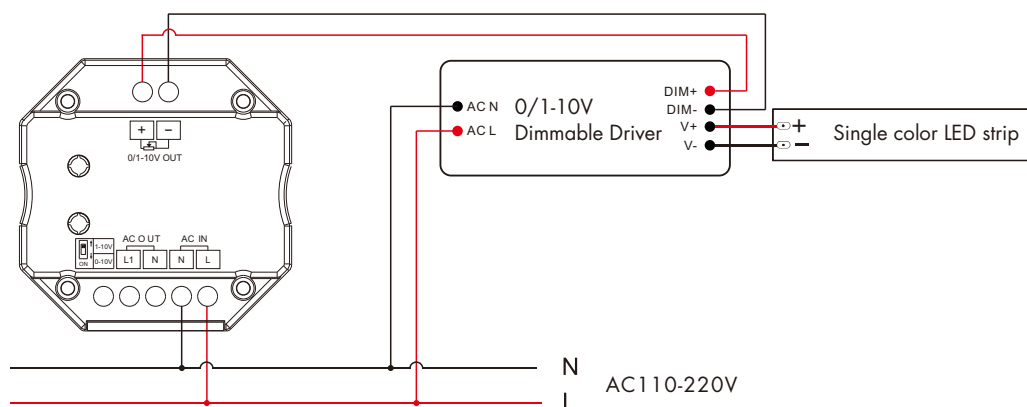 + −
0/1-10V OUT
AC OUT AC IN
1-10V
0-10V
ON
L1 N N L
AC N
AC L
0/1-10V
Dimmable Driver
DIM+
DIM-
V+
V-
+
−
Single color LED strip
N
L
AC110-220V